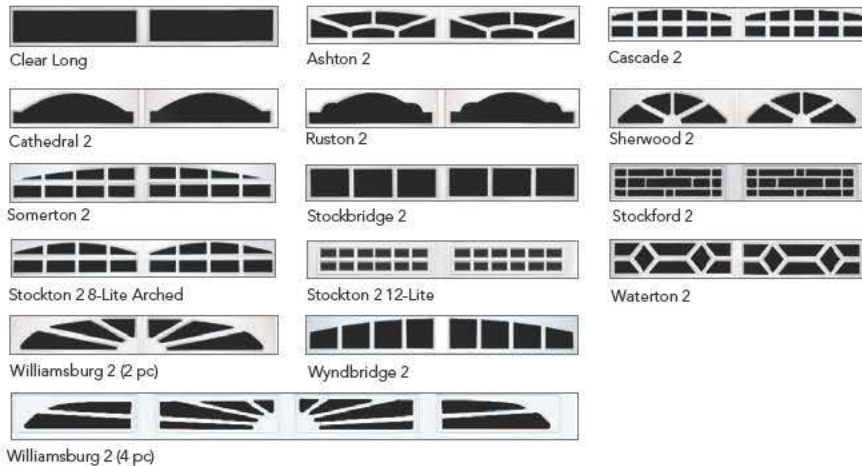 Clear Long
Ashton 2
Cascade 2
Cathedral 2
Ruston 2
Sherwood 2
Somerton 2
Stockbridge 2
Stockford 2
Stockton 2 8-Lite Arched
Stockton 2 12-Lite
Waterton 2
Williamsburg 2 (2 pc)
Wyndbridge 2
Williamsburg 2 (4 pc)